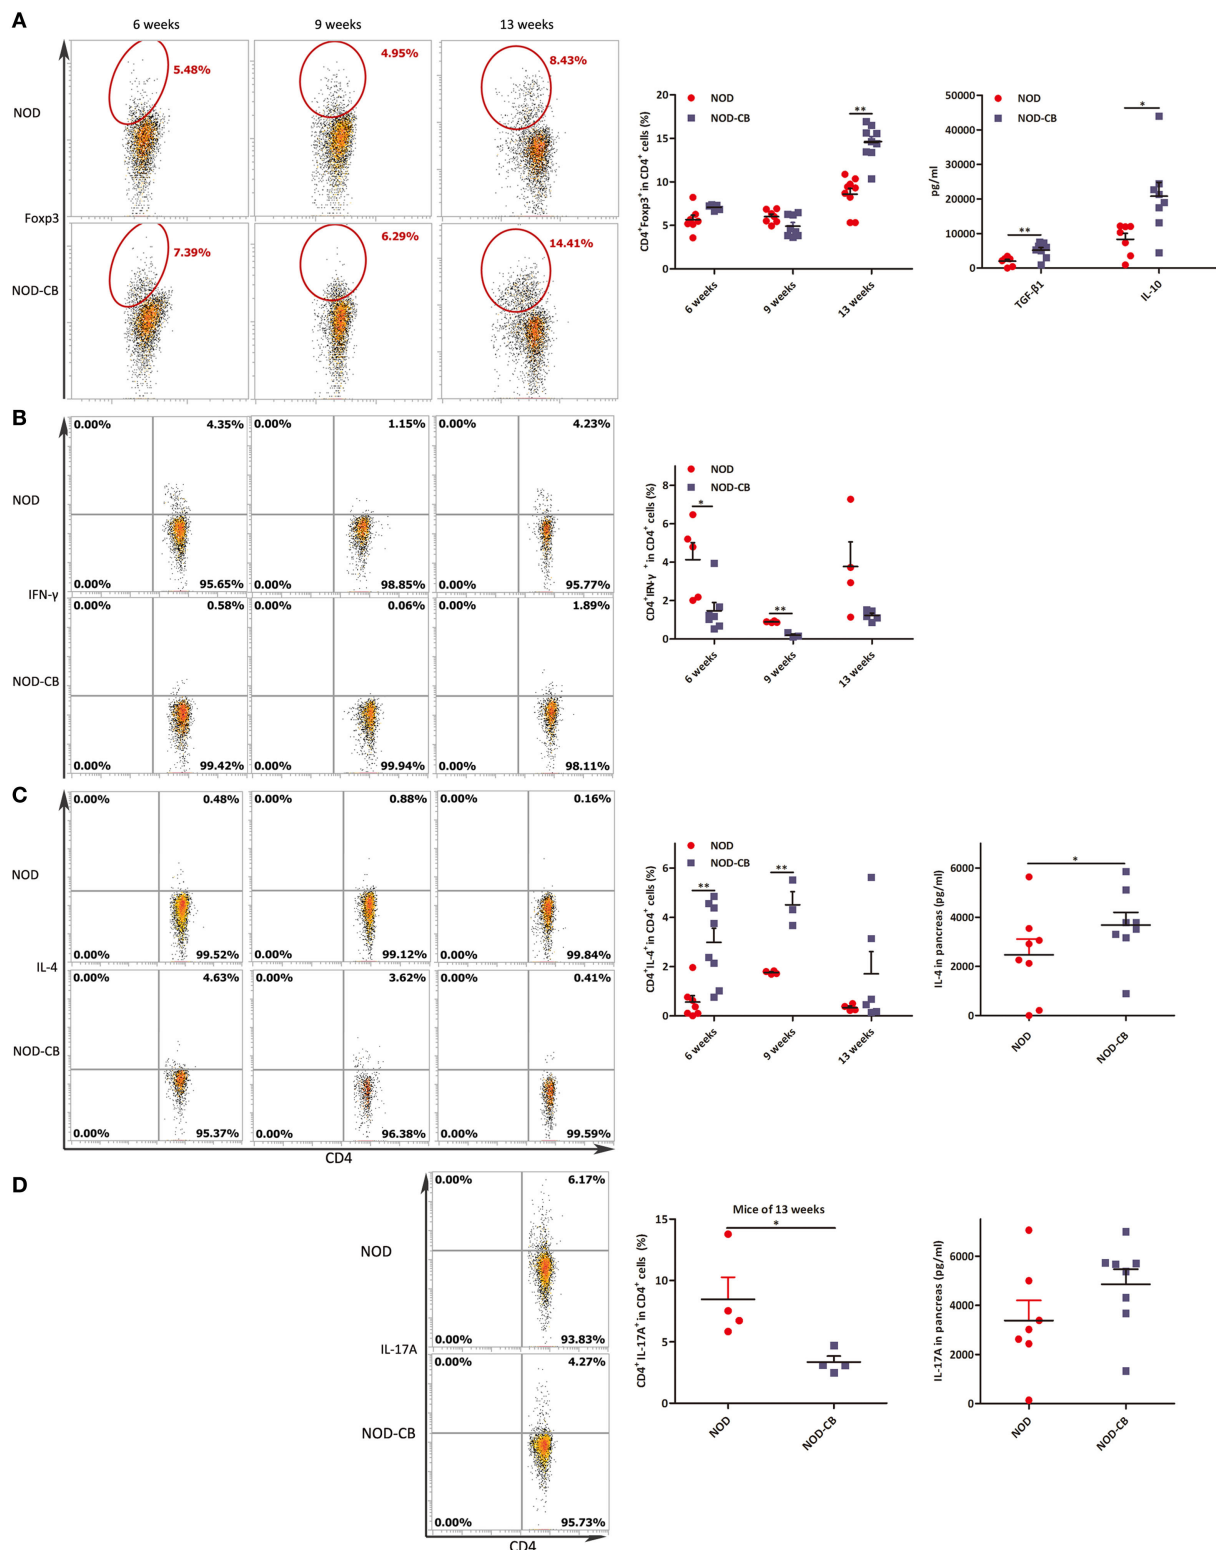 A
6 weeks
9 weeks
13 weeks
NOD
5.48%
4.95%
8.43%
Foxp3
NOD-CB
7.39%
6.29%
14.41%
NOD
NOD-CB
CD4⁺Foxp3⁺ in CD4⁺ cells (%)
20
15
10
5
0
**
6 weeks
9 weeks
13 weeks
NOD
NOD-CB
pg/ml
50000
40000
30000
20000
10000
0
**
*
TGF-β1
IL-10
B
NOD
0.00%
4.35%
0.00%
1.15%
0.00%
4.23%
0.00%
95.65%
0.00%
98.85%
0.00%
95.77%
IFN-γ
NOD-CB
0.00%
0.58%
0.00%
0.06%
0.00%
1.89%
0.00%
99.42%
0.00%
99.94%
0.00%
98.11%
NOD
NOD-CB
CD4⁺IFN-γ ⁺ in CD4⁺ cells (%)
8
6
4
2
0
*
**
6 weeks
9 weeks
13 weeks
C
NOD
0.00%
0.48%
0.00%
0.88%
0.00%
0.16%
0.00%
99.52%
0.00%
99.12%
0.00%
99.84%
IL-4
NOD-CB
0.00%
4.63%
0.00%
3.62%
0.00%
0.41%
0.00%
95.37%
0.00%
96.38%
0.00%
99.59%
CD4
NOD
NOD-CB
CD4⁺IL-4⁺ in CD4⁺ cells (%)
6
4
2
0
**
**
6 weeks
9 weeks
13 weeks
IL-4 in pancreas (pg/ml)
6000
4000
2000
0
*
NOD
NOD-CB
D
NOD
0.00%
6.17%
0.00%
93.83%
IL-17A
NOD-CB
0.00%
4.27%
0.00%
95.73%
CD4
Mice of 13 weeks
CD4⁺ IL-17A⁺ in CD4⁺ cells (%)
15
10
5
0
*
NOD
NOD-CB
IL-17A in pancreas (pg/ml)
6000
4000
2000
0
NOD
NOD-CB